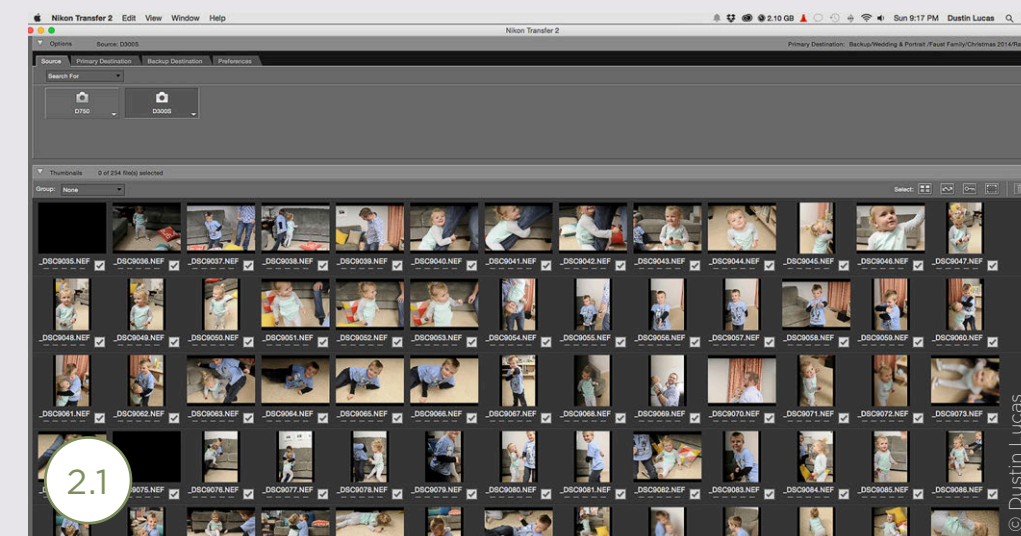 Nikon Transfer 2 Edit View Window Help 2.10 GB Sun 9:17 PM Dustin Lucas
Nikon Transfer 2
Options Source: D300S Primary Destination: Backup/Wedding & Portrait /Faust Family/Christmas 2014/Ra
Source Primary Destination Backup Destination Preferences
Search For
D750 D300S
Thumbnails 0 of 254 file(s) selected
Group: None Select:
_DSC9035.NEF _DSC9036.NEF _DSC9037.NEF _DSC9038.NEF _DSC9039.NEF _DSC9040.NEF _DSC9041.NEF _DSC9042.NEF _DSC9043.NEF _DSC9044.NEF _DSC9045.NEF _DSC9046.NEF _DSC9047.NEF
_DSC9048.NEF _DSC9049.NEF _DSC9050.NEF _DSC9051.NEF _DSC9052.NEF _DSC9053.NEF _DSC9054.NEF _DSC9055.NEF _DSC9056.NEF _DSC9057.NEF _DSC9058.NEF _DSC9059.NEF _DSC9060.NEF
_DSC9061.NEF _DSC9062.NEF _DSC9063.NEF _DSC9064.NEF _DSC9065.NEF _DSC9066.NEF _DSC9067.NEF _DSC9068.NEF _DSC9069.NEF _DSC9070.NEF _DSC9071.NEF _DSC9072.NEF _DSC9073.NEF
9075.NEF _DSC9076.NEF _DSC9077.NEF _DSC9078.NEF _DSC9079.NEF _DSC9080.NEF _DSC9081.NEF _DSC9082.NEF _DSC9083.NEF _DSC9084.NEF _DSC9085.NEF _DSC9086.NEF
2.1
© Dustin Lucas